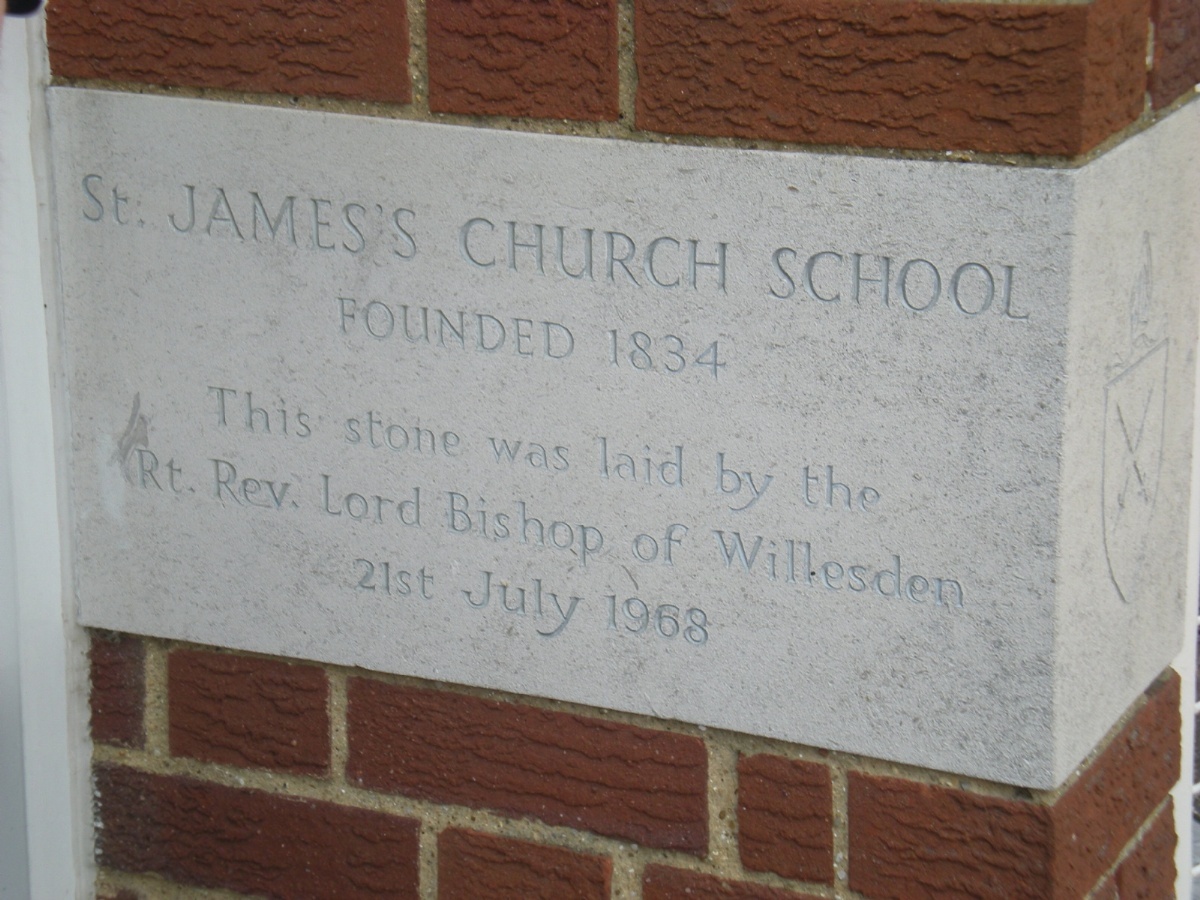 St. JAMES'S CHURCH SCHOOL
FOUNDED 1834
This stone was laid by the
Rt. Rev. Lord Bishop of Willesden
21st July 1968